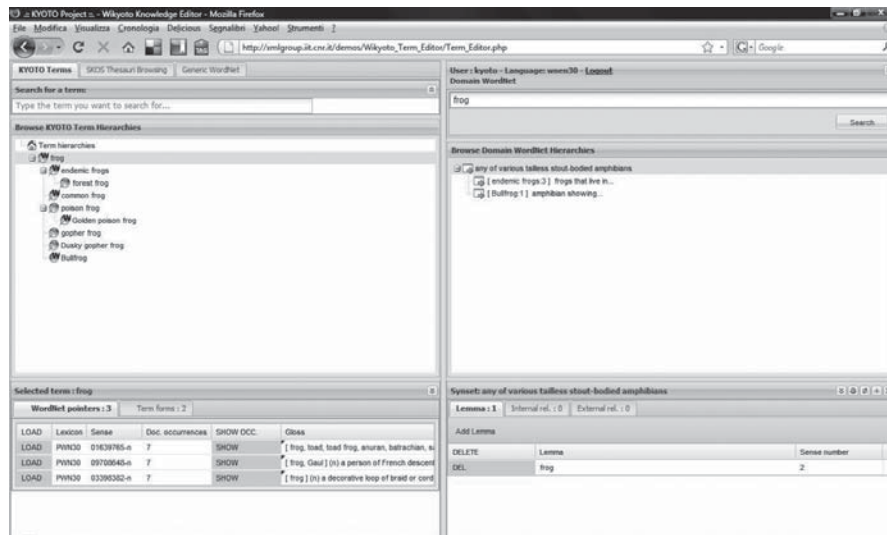 .:: KYOTO Project ::. - Wikyoto Knowledge Editor - Mozilla Firefox
File Modifica Visualizza Cronologia Delicious Segnalibri Yahoo! Strumenti ?
http://xmlgroup.iit.cnr.it/demos/Wikyoto_Term_Editor/Term_Editor.php
Google
KYOTO Terms SKOS Thesauri Browsing Generic WordNet
Search for a term:
Type the term you want to search for...
Browse KYOTO Term Hierarchies
Term hierarchies
frog
endemic frogs
forest frog
common frog
poison frog
Golden poison frog
gopher frog
Dusky gopher frog
Bullfrog
User : kyoto - Language: wnen30 - Logout
Domain WordNet
frog
Search
Browse Domain WordNet Hierarchies
any of various tailless stout-bodied amphibians
[ endemic frogs:3 ] frogs that live in...
[ Bullfrog:1 ] amphibian showing...
Selected term : frog
WordNet pointers : 3 Term forms : 2
LOAD Lexicon Sense Doc. occurrences SHOW OCC. Gloss
LOAD PWN30 01639765-n 7 SHOW [ frog, toad, toad frog, anuran, batrachian, s
LOAD PWN30 09700648-n 7 SHOW [ frog, Gaul ] (n) a person of French descent
LOAD PWN30 03398382-n 7 SHOW [ frog ] (n) a decorative loop of braid or cord
Synset: any of various tailless stout-bodied amphibians
Lemma : 1 Internal rel. : 0 External rel. : 0
Add Lemma
DELETE Lemma Sense number
DEL frog 2